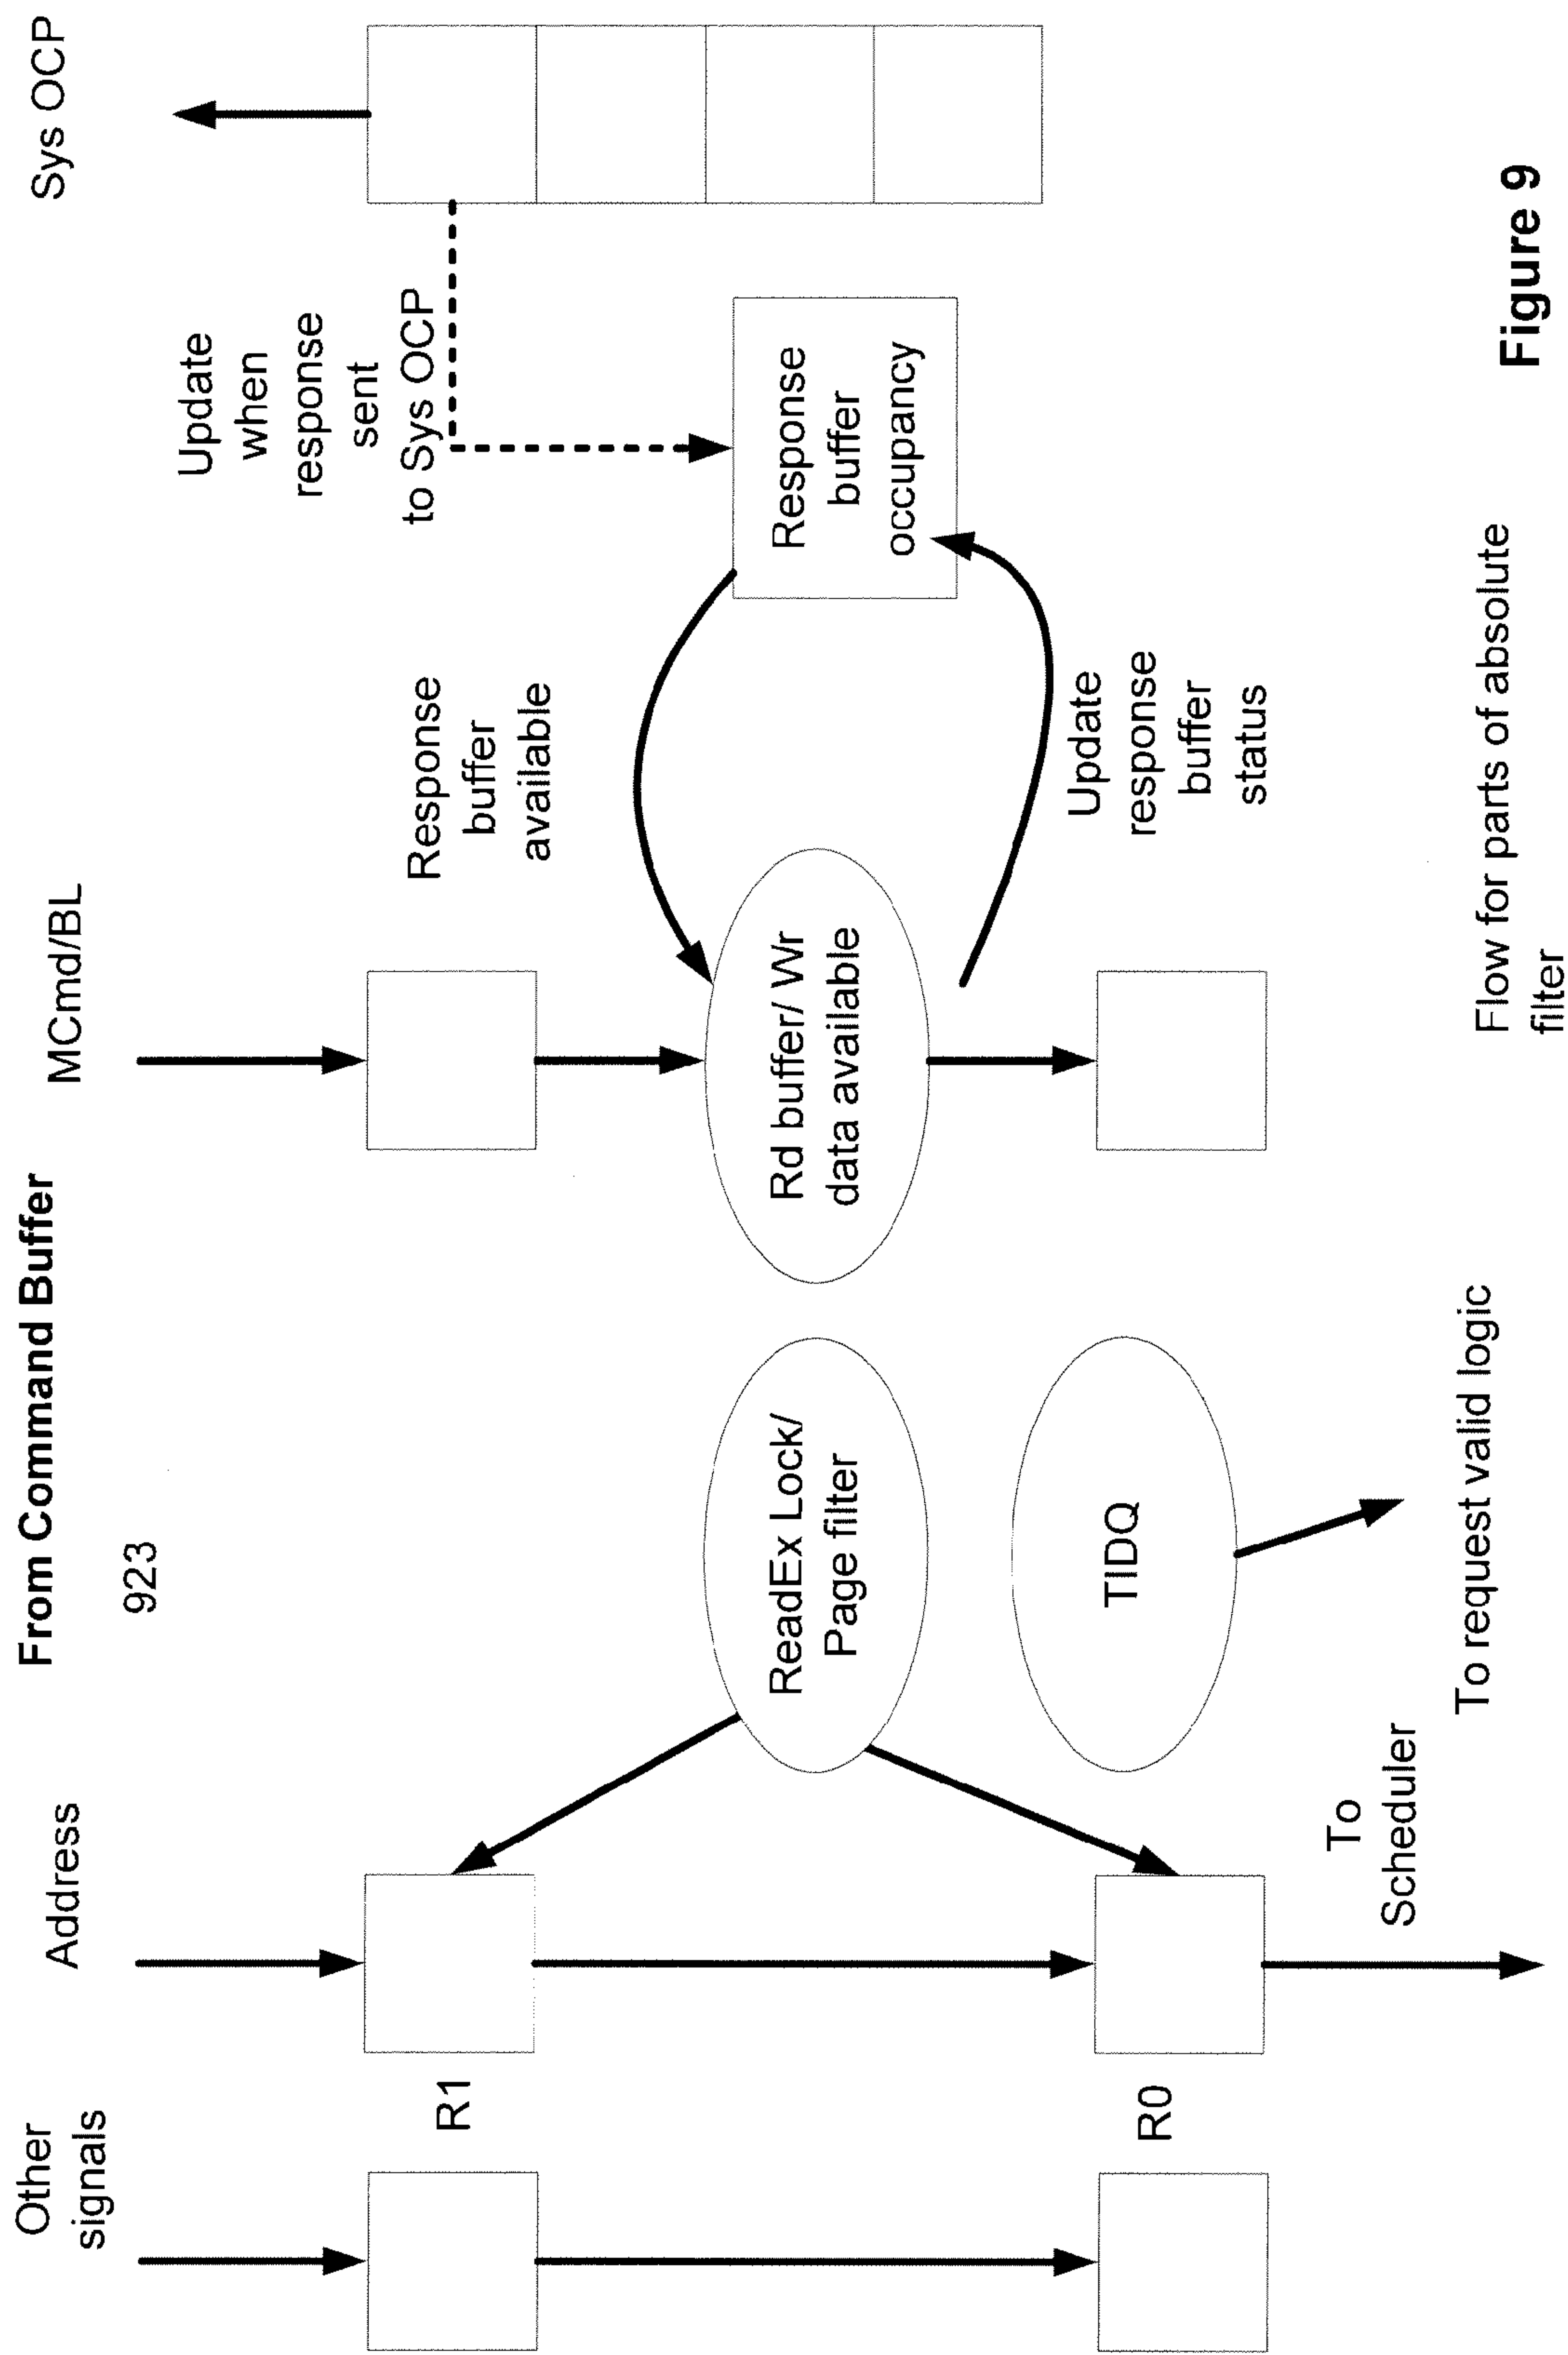 From Command Buffer
923
Other
signals
Address
MCmd/BL
Sys OCP
R1
R0
ReadEx Lock/
Page filter
TIDQ
To
Scheduler
To request valid logic
Rd buffer/ Wr
data available
Response
buffer
available
Update
when
response
sent
to Sys OCP
Response
buffer
occupancy
Update
response
buffer
status
Flow for parts of absolute
filter
Figure 9